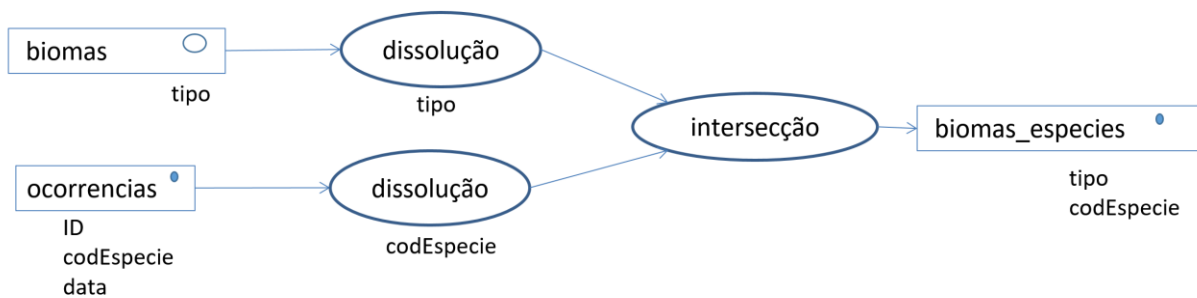 biomas
tipo
dissolução
tipo
intersecção
biomas_especies
tipo
codEspecie
ocorrencias
ID
codEspecie
data
dissolução
codEspecie